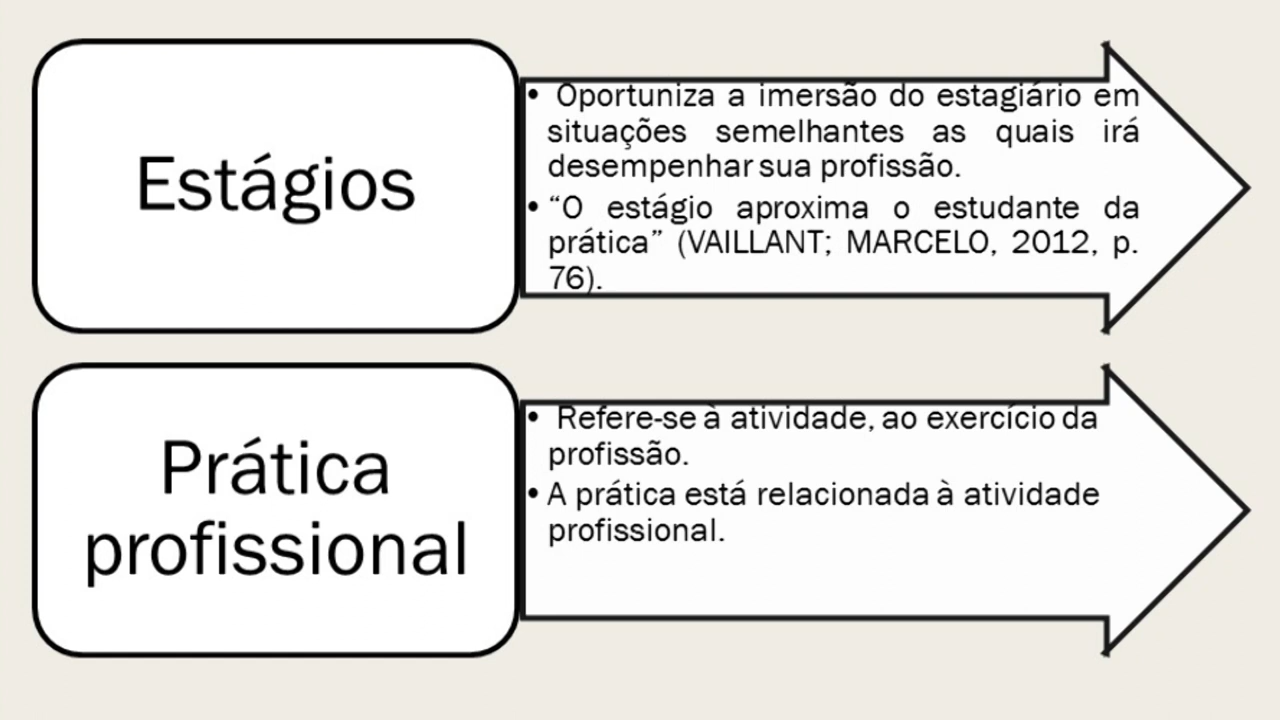 Estágios
• Oportuniza a imersão do estagiário em
situações semelhantes as quais irá
desempenhar sua profissão.
• “O estágio aproxima o estudante da
prática” (VAILLANT; MARCELO, 2012, p.
76).
Prática
profissional
• Refere-se à atividade, ao exercício da
profissão.
• A prática está relacionada à atividade
profissional.